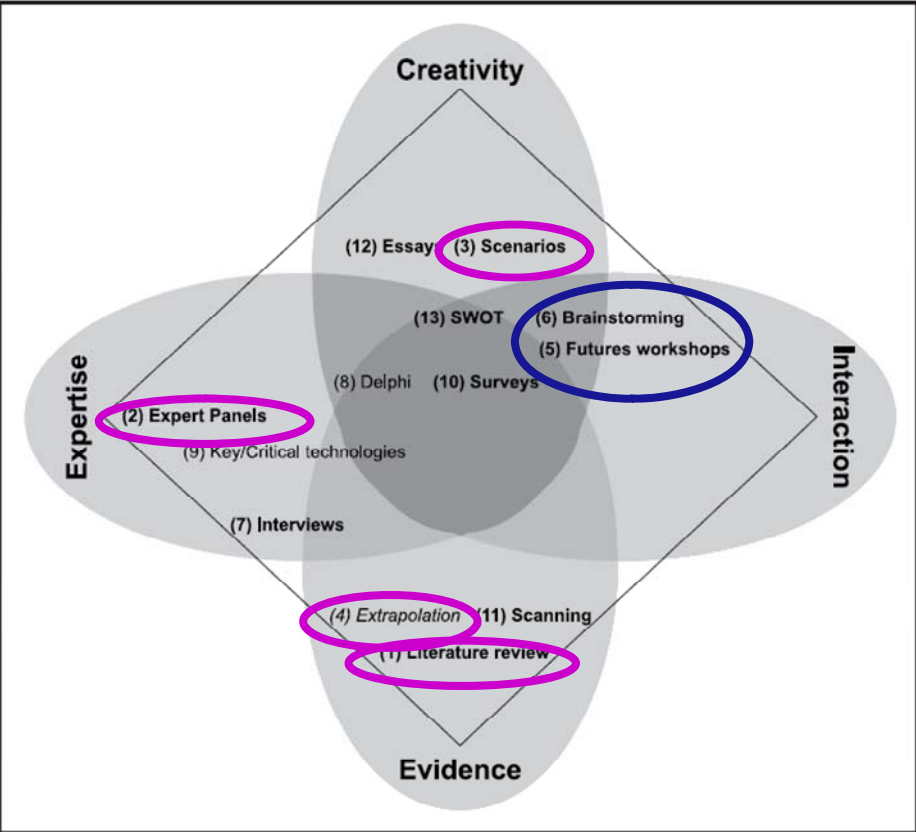 Creativity
(12) Essays (3) Scenarios
(13) SWOT (6) Brainstorming
(5) Futures workshops
(8) Delphi (10) Surveys
Expertise
Interaction
(2) Expert Panels
(9) Key/Critical technologies
(7) Interviews
(4) Extrapolation (11) Scanning
(1) Literature review
Evidence